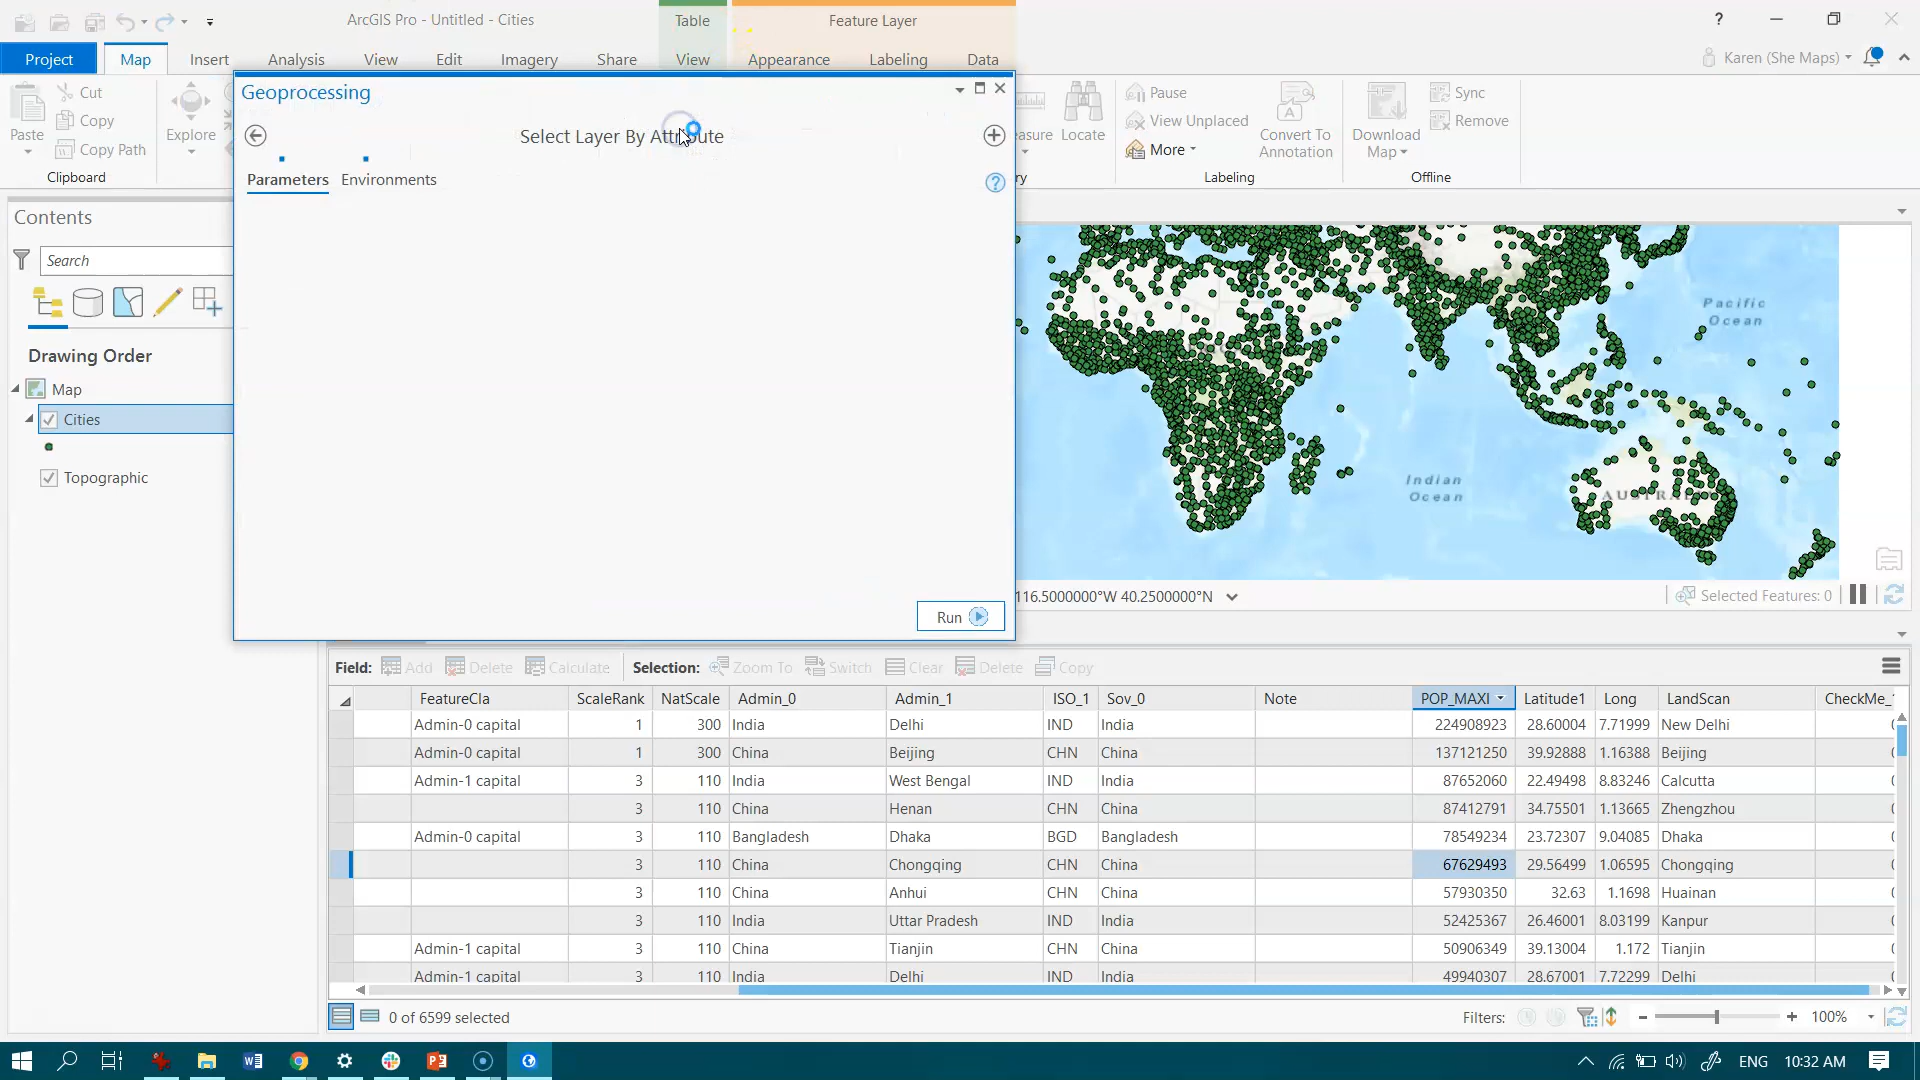 ArcGIS Pro - Untitled - Cities
Table
Feature Layer
?
Project
Map
Insert
Analysis
View
Edit
Imagery
Share
View
Appearance
Labeling
Data
Karen (She Maps)
Paste
Cut
Copy
Copy Path
Clipboard
Explore
Geoprocessing
Select Layer By Attribute
Parameters
Environments
Run
Locate
Pause
View Unplaced
More
Convert To
Annotation
Labeling
Download
Map
Sync
Remove
Offline
Contents
Search
Drawing Order
Map
Cities
Topographic
Pacific
Ocean
Indian
Ocean
116.5000000°W 40.2500000°N
Selected Features: 0
Field: Add Delete Calculate Selection: Zoom To Switch Clear Delete Copy
FeatureCla ScaleRank NatScale Admin_0 Admin_1 ISO_1 Sov_0 Note POP_MAXI Latitude1 Long LandScan CheckMe_
Admin-0 capital 1 300 India Delhi IND India 224908923 28.60004 7.71999 New Delhi
Admin-0 capital 1 300 China Beijing CHN China 137121250 39.92888 1.16388 Beijing
Admin-1 capital 3 110 India West Bengal IND India 87652060 22.49498 8.83246 Calcutta
3 110 China Henan CHN China 87412791 34.75501 1.13665 Zhengzhou
Admin-0 capital 3 110 Bangladesh Dhaka BGD Bangladesh 78549234 23.72307 9.04085 Dhaka
3 110 China Chongqing CHN China 67629493 29.56499 1.06595 Chongqing
3 110 China Anhui CHN China 57930350 32.63 1.1698 Huainan
3 110 India Uttar Pradesh IND India 52425367 26.46001 8.03199 Kanpur
Admin-1 capital 3 110 China Tianjin CHN China 50906349 39.13004 1.172 Tianjin
Admin-1 capital 3 110 India Delhi IND India 49940307 28.67001 7.72299 Delhi
0 of 6599 selected
Filters:
100%
ENG
10:32 AM